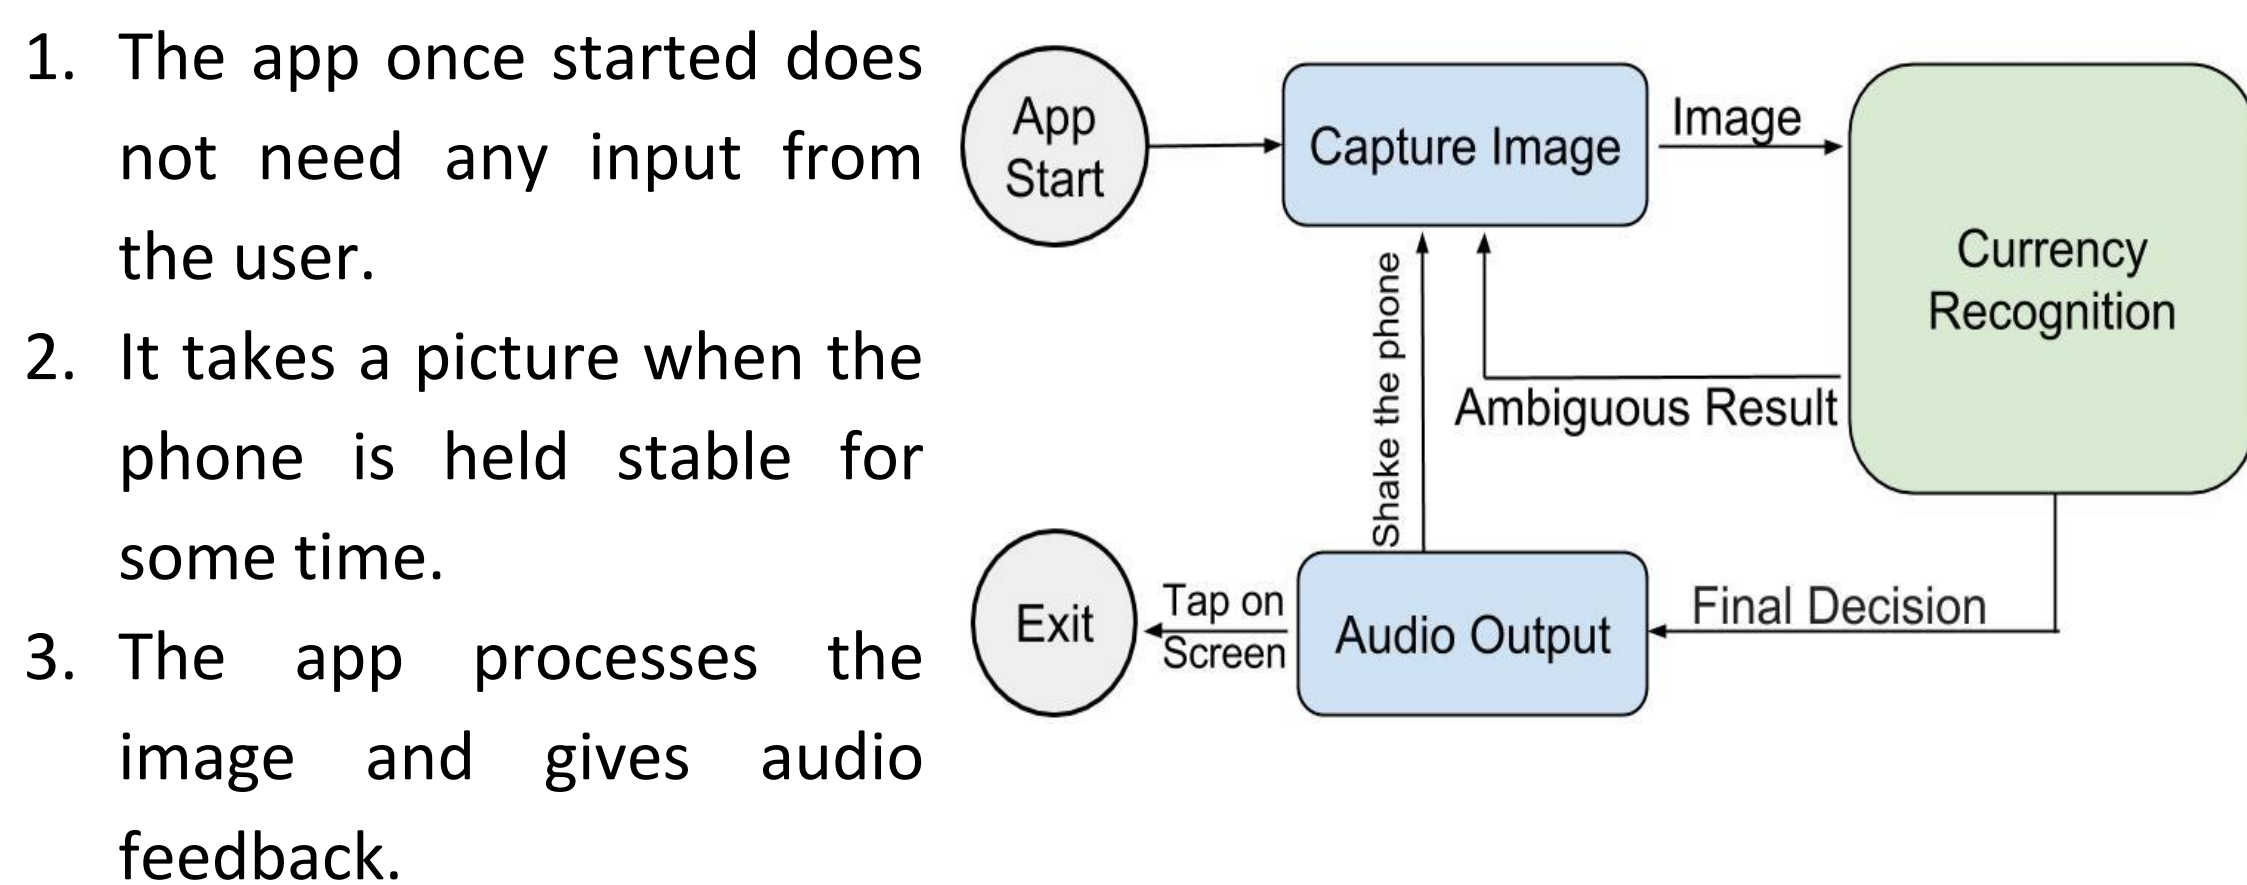 1. The app once started does
not need any input from
the user.
2. It takes a picture when the
phone is held stable for
some time.
3. The app processes the
image and gives audio
feedback.
App
Start
Capture Image
Image
Currency
Recognition
Shake the phone
Ambiguous Result
Exit
Tap on
Screen
Audio Output
Final Decision